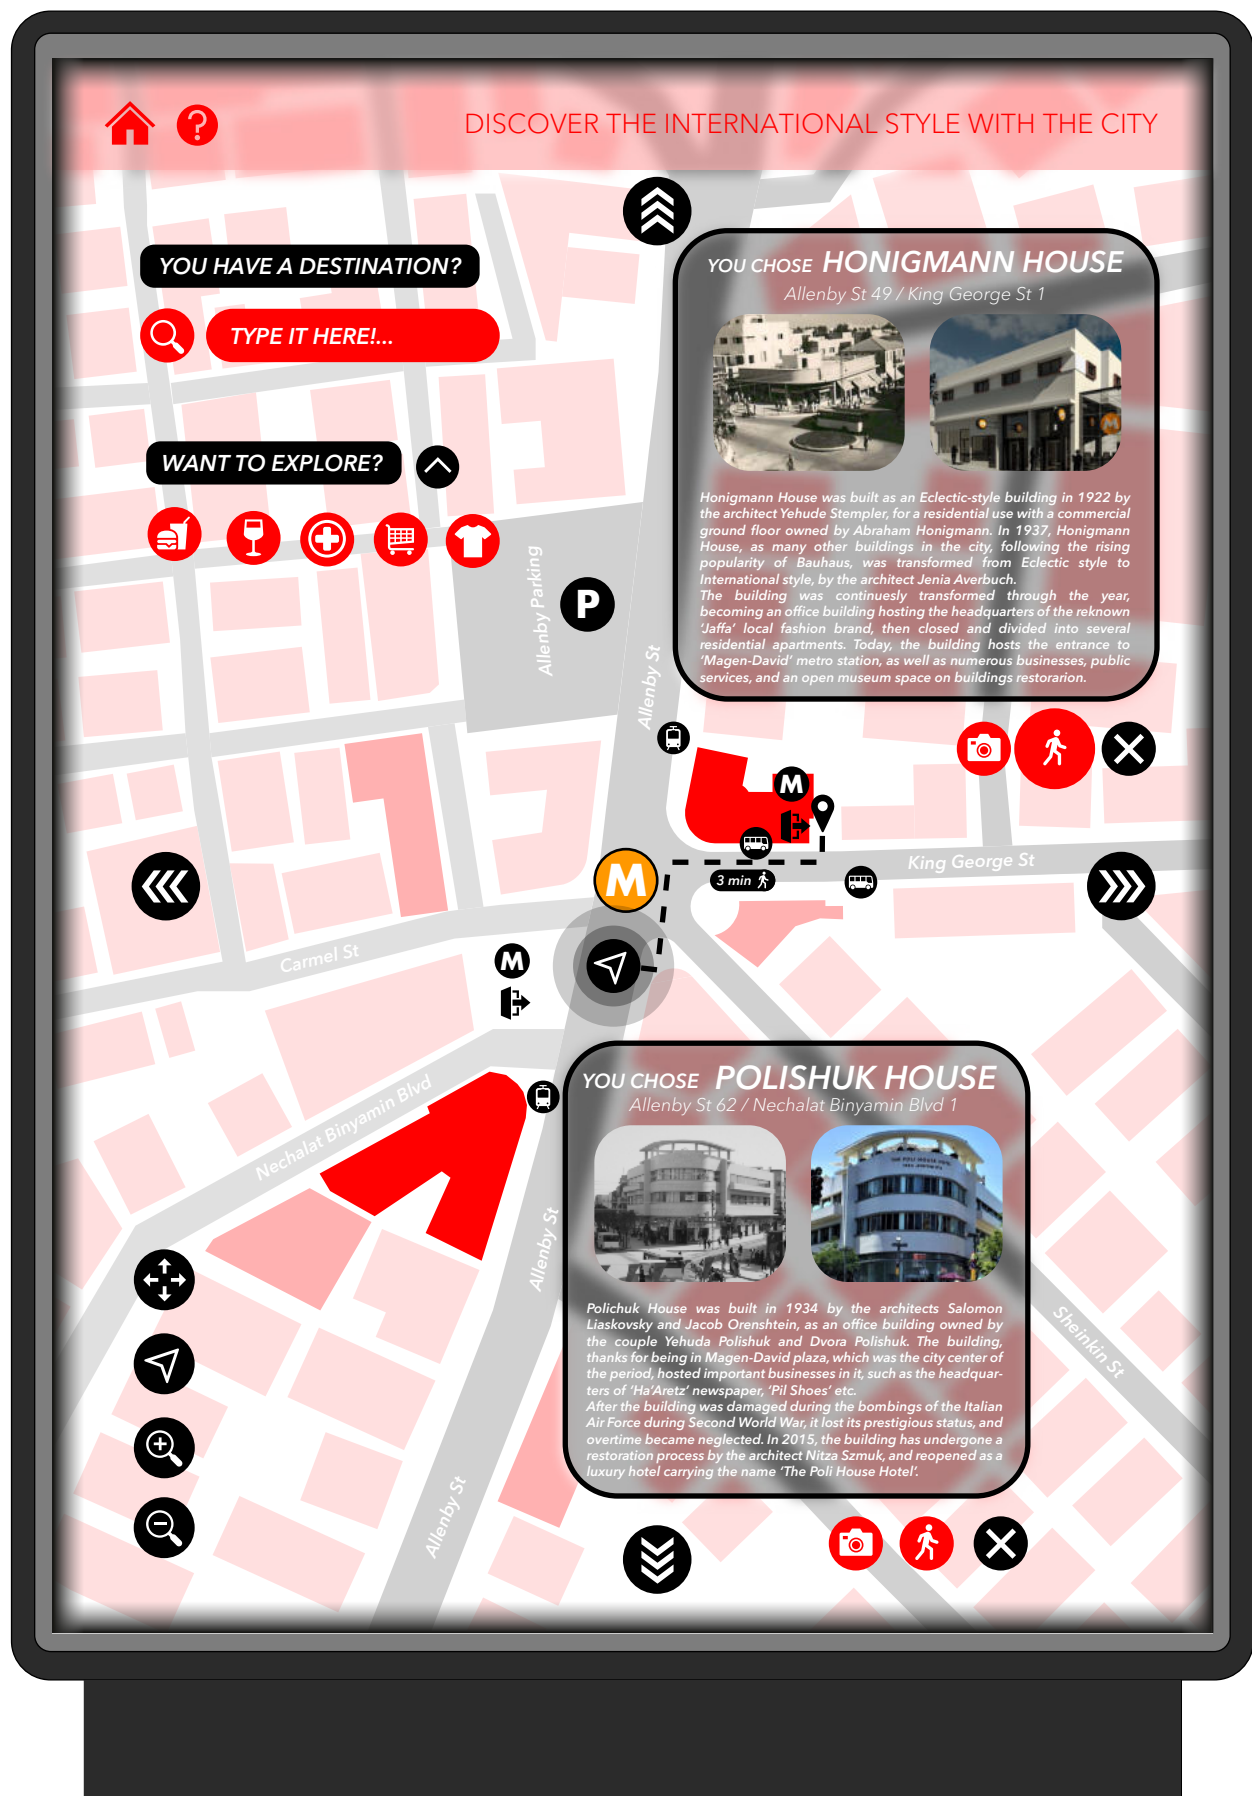 DISCOVER THE INTERNATIONAL STYLE WITH THE CITY
YOU HAVE A DESTINATION?
TYPE IT HERE!...
WANT TO EXPLORE?
YOU CHOSE HONIGMANN HOUSE
Allenby St 49 / King George St 1
M
Honigmann House was built as an Eclectic-style building in 1922 by
the architect Yehude Stempler, for a residential use with a commercial
ground floor owned by Abraham Honigmann. In 1937, Honigmann
House, as many other buildings in the city, following the rising
popularity of Bauhaus, was transformed from Eclectic style to
International style, by the architect Jenia Averbuch.
The building was continuesly transformed through the year,
becoming an office building hosting the headquarters of the reknown
‘Jaffa’ local fashion brand, then closed and divided into several
residential apartments. Today, the building hosts the entrance to
‘Magen-David’ metro station, as well as numerous businesses, public
services, and an open museum space on buildings restorarion.
Allenby Parking
P
Allenby St
M
King George St
M
3 min
Carmel St
M
Nechalat Binyamin Blvd
Allenby St
YOU CHOSE POLISHUK HOUSE
Allenby St 62 / Nechalat Binyamin Blvd 1
THE POLI HOUSE HOTEL
Polichuk House was built in 1934 by the architects Salomon
Liaskovsky and Jacob Orenshtein, as an office building owned by
the couple Yehuda Polishuk and Dvora Polishuk. The building,
thanks for being in Magen-David plaza, which was the city center of
the period, hosted important businesses in it, such as the headquar-
ters of ‘Ha’Aretz’ newspaper, ‘Pil Shoes’ etc.
After the building was damaged during the bombings of the Italian
Air Force during Second World War, it lost its prestigious status, and
overtime became neglected. In 2015, the building has undergone a
restoration process by the architect Nitza Szmuk, and reopened as a
luxury hotel carrying the name ‘The Poli House Hotel’.
Sheinkin St
Allenby St